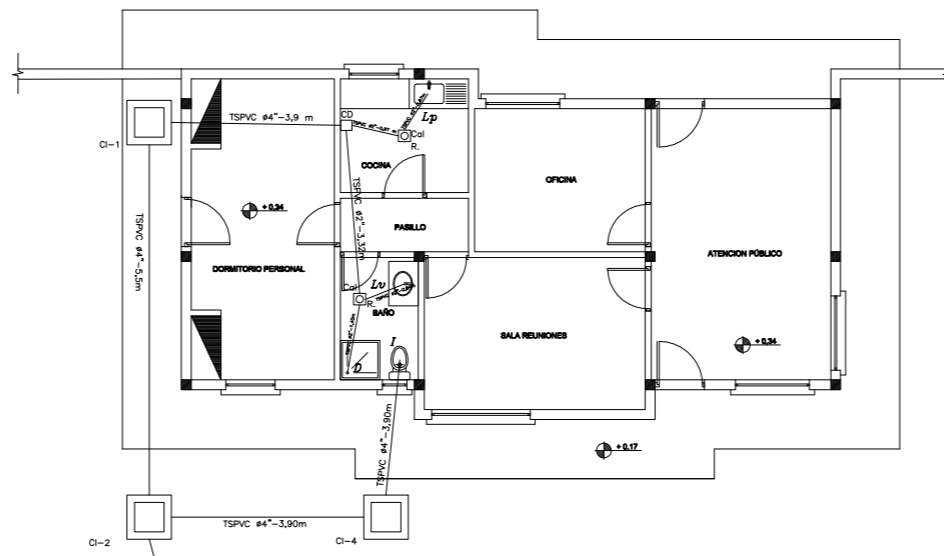 TSPVC ø4"-3,9 m
CD
Lp
Cal
R.
CI-1
COCINA
OFICINA
+ 0,34
PASILLO
TSPVC ø2"-3,32m
TSPVC ø4"-5,5m
DORMITORIO PERSONAL
ATENCION PÚBLICO
Cal
R.
Lv
BAÑO
SALA REUNIONES
I
D
+ 0,34
TSPVC ø4"-3,90m
+ 0.17
TSPVC ø4"-3,90m
CI-2
CI-4